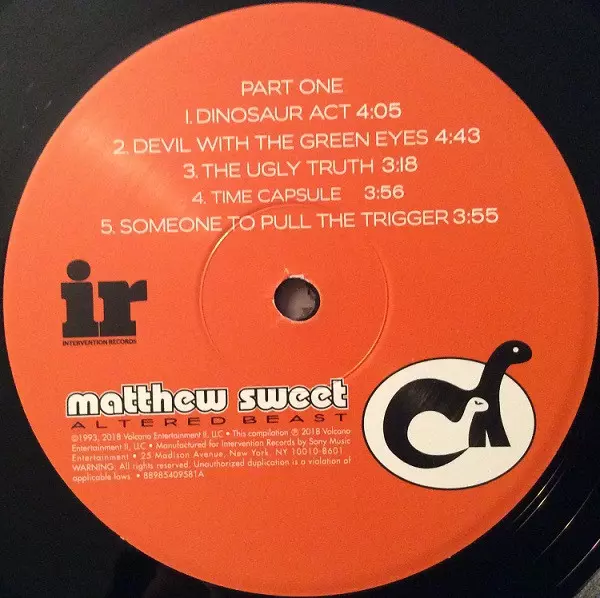 PART ONE
1. DINOSAUR ACT 4:05
2. DEVIL WITH THE GREEN EYES 4:43
3. THE UGLY TRUTH 3:18
4. TIME CAPSULE 3:56
5. SOMEONE TO PULL THE TRIGGER 3:55
ir
INTERVENTION RECORDS
matthew sweet
ALTERED BEAST
©1993, 2018 Volcano Entertainment II, LLC • This compilation ℗ 2018 Volcano
Entertainment II, LLC • Manufactured for Intervention Records by Sony Music
Entertainment • 25 Madison Avenue, New York, NY 10010-8601
WARNING. All rights reserved. Unauthorized duplication is a violation of
applicable laws • 88985409581A